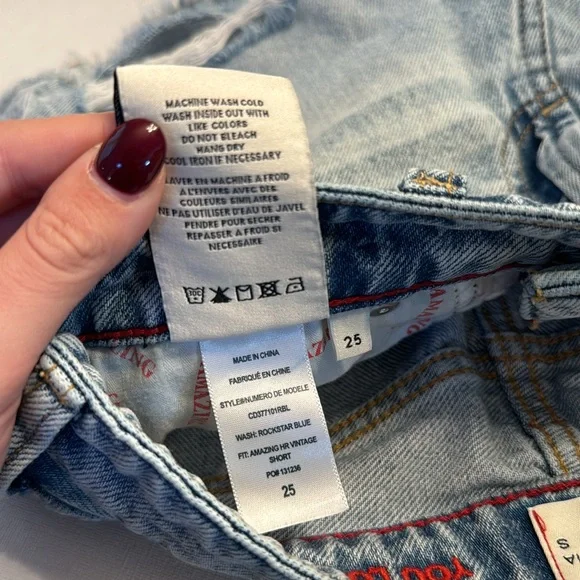 MACHINE WASH COLD
WASH INSIDE OUT WITH
LIKE COLORS
DO NOT BLEACH
HANG DRY
COOL IRON IF NECESSARY
LAVER EN MACHINE A FROID
A L'ENVERS AVEC DES
COULEURS SIMILAIRES
NE PAS UTILISER D'EAU DE JAVEL
PENDRE POUR SECHER
REPASSER A FROID SI
NECESSAIRE
MADE IN CHINA
FABRIQUÉ EN CHINE
STYLE#/NUMERO DE MODELE
CD377101RBL
WASH: ROCKSTAR BLUE
FIT: AMAZING HR VINTAGE
SHORT
PO# 131236
25
25
AMAZING
YOU